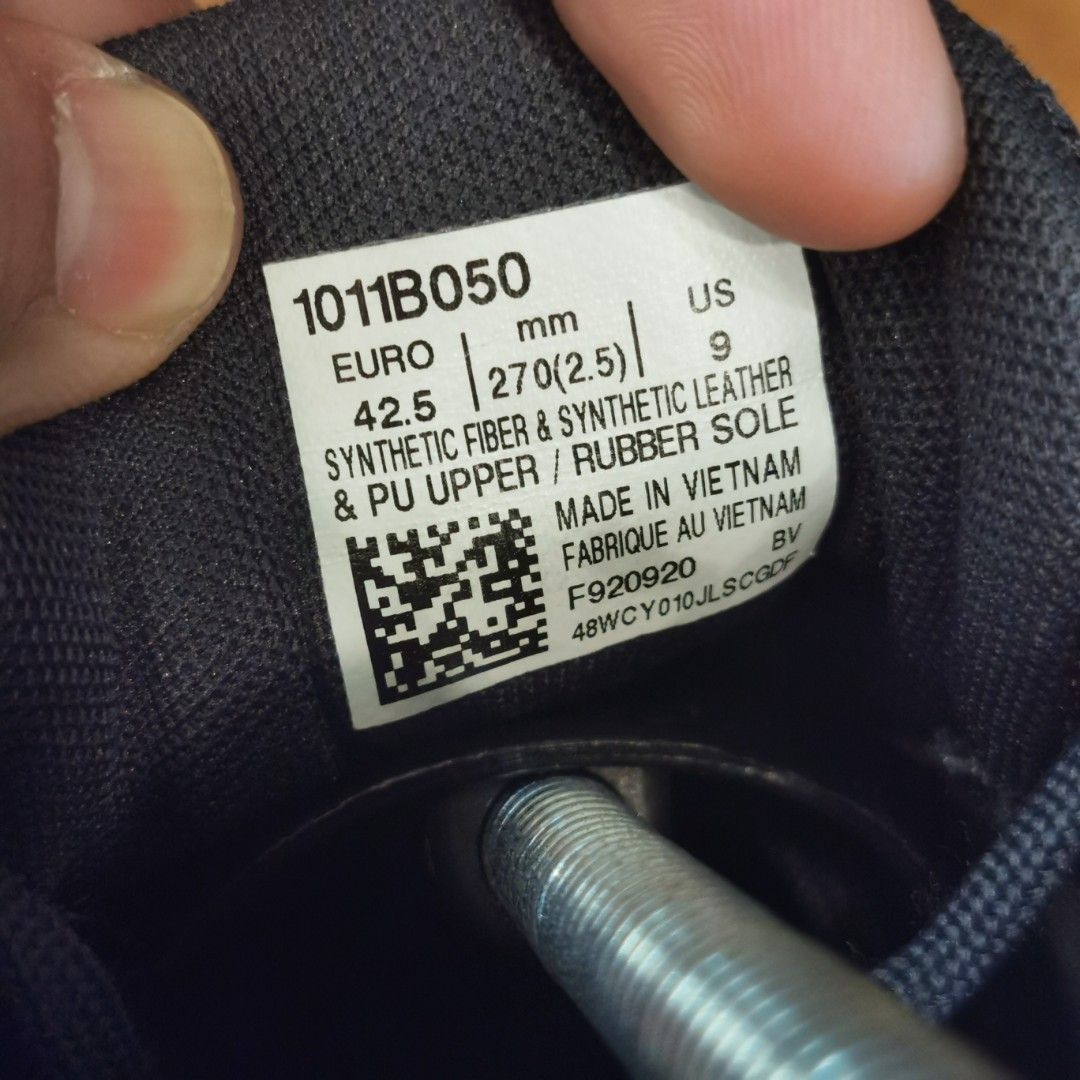 1011B050
EURO | mm | US
42.5 | 270(2.5) | 9
SYNTHETIC FIBER & SYNTHETIC LEATHER
& PU UPPER / RUBBER SOLE
MADE IN VIETNAM
FABRIQUE AU VIETNAM
F920920 BV
48WCY010JLSCGDF